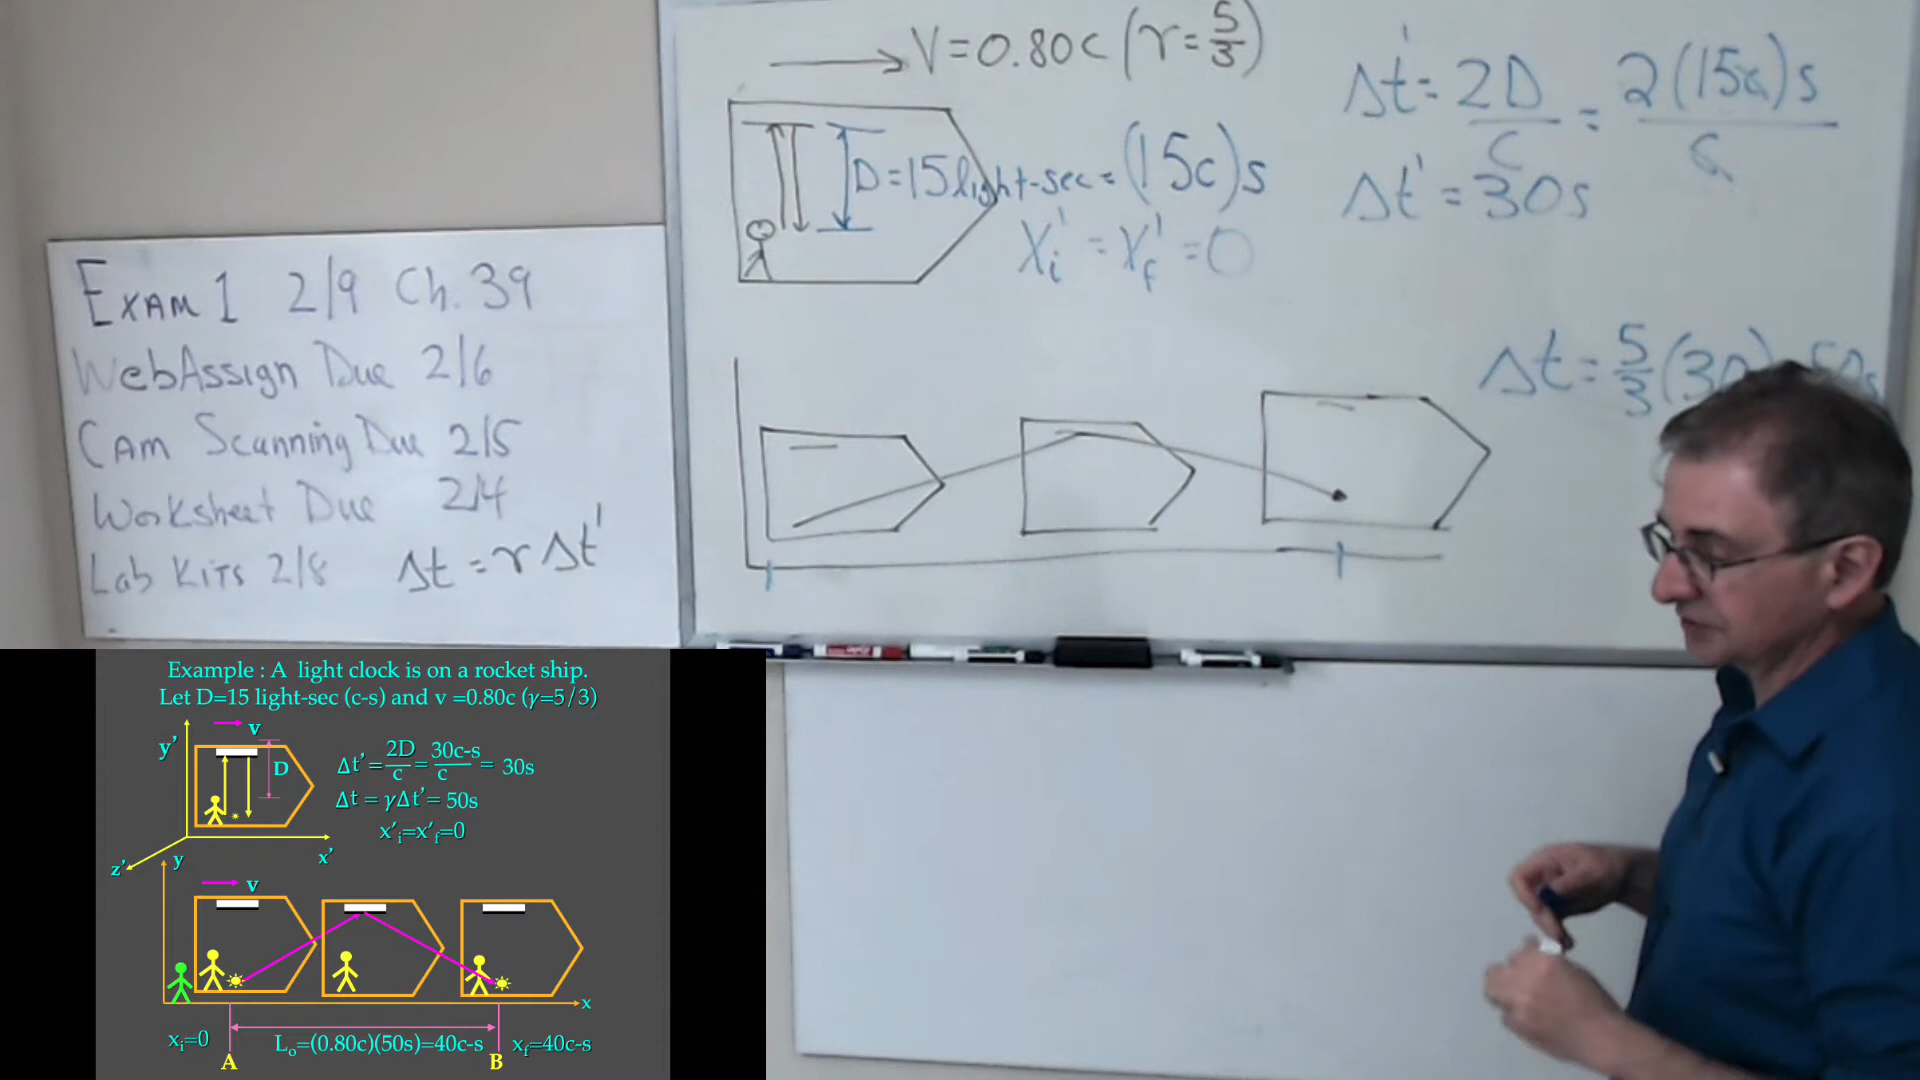 V=0.80c (γ=5/3)
D=15light-sec=(15c)s
Xi'=Xf'=0
Δt'=2D/c=2(15c)s/c
Δt'=30s
Δt=5/3(30)
Exam 1 2/9 Ch. 39
WebAssign Due 2/6
Cam Scanning Due 2/5
Worksheet Due 2/4
Lab Kits 2/8 Δt=γΔt'
Example : A light clock is on a rocket ship.
Let D=15 light-sec (c-s) and v =0.80c (γ=5/3)
v
y'
D
Δt' = 2D/c = 30c-s/c = 30s
Δt = γΔt'= 50s
x'i=x'f=0
z'
x'
y
v
x
xi=0
Lo=(0.80c)(50s)=40c-s
xf=40c-s
A
B